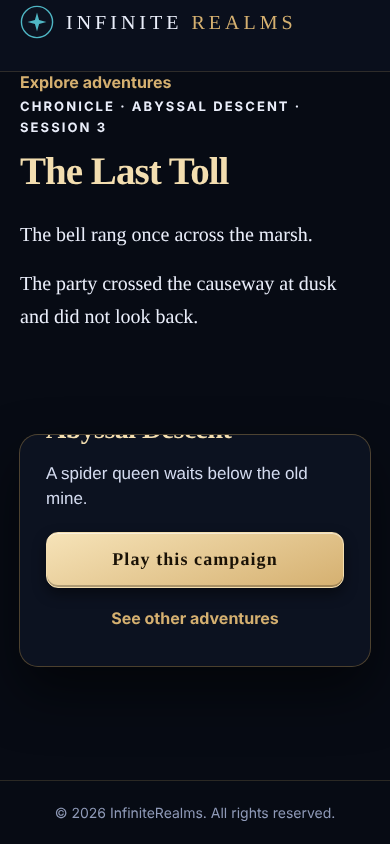 INFINITE REALMS
Explore adventures
CHRONICLE · ABYSSAL DESCENT ·
SESSION 3
The Last Toll
The bell rang once across the marsh.
The party crossed the causeway at dusk
and did not look back.
Abyssal Descent
A spider queen waits below the old
mine.
Play this campaign
See other adventures
© 2026 InfiniteRealms. All rights reserved.